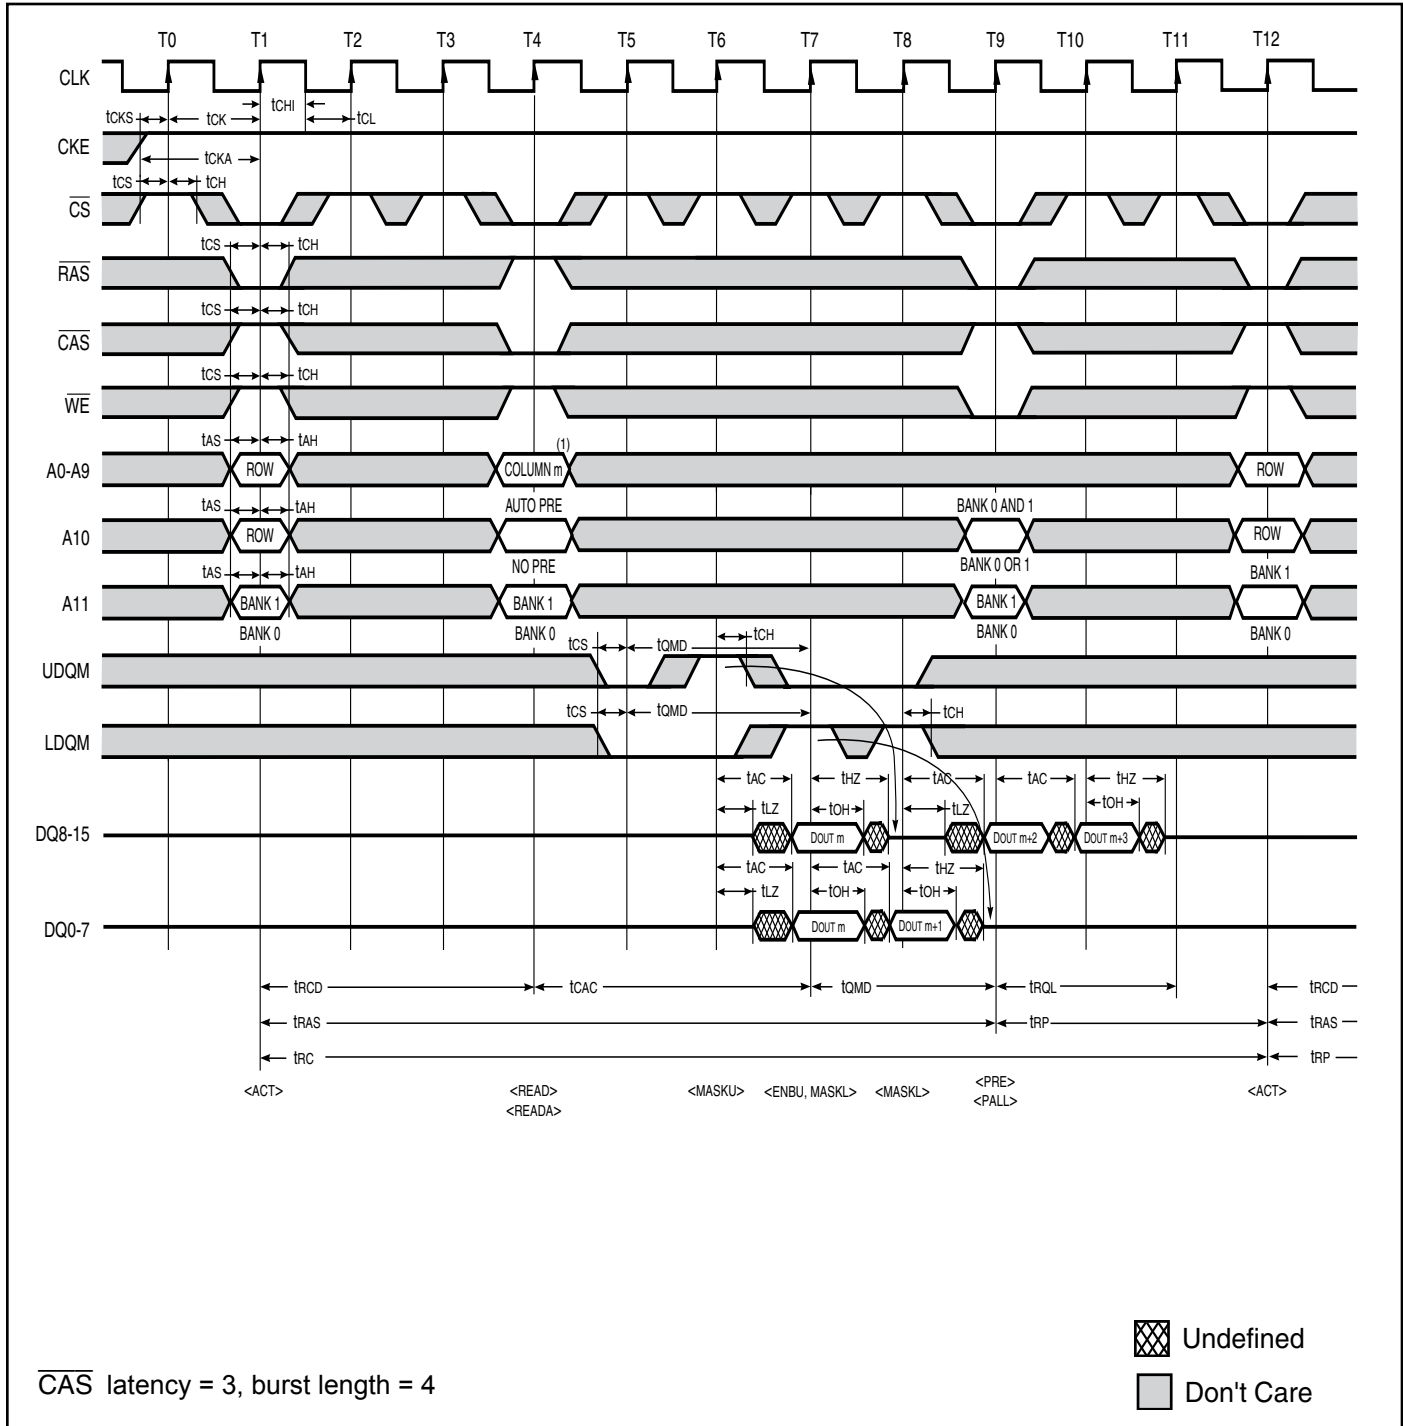 T0 T1 T2 T3 T4 T5 T6 T7 T8 T9 T10 T11 T12
CLK
tCHI
tCKS tCK tCL
CKE
tCKA
tCS tCH
CS
tCS tCH
RAS
tCS tCH
CAS
tCS tCH
WE
tAS tAH (1)
A0-A9 ROW COLUMN m ROW
tAS tAH AUTO PRE BANK 0 AND 1
A10 ROW ROW
tAS tAH NO PRE BANK 0 OR 1 BANK 1
A11 BANK 1 BANK 1 BANK 1
BANK 0 BANK 0 BANK 0 BANK 0
tCS tQMD tCH
UDQM
tCS tQMD tCH
LDQM
tAC tHZ tAC tAC tHZ
tLZ tOH tLZ tOH
DQ8-15 DOUT m DOUT m+2 DOUT m+3
tAC tAC tHZ
tLZ tOH tOH
DQ0-7 DOUT m DOUT m+1
tRCD tCAC tQMD tRQL tRCD
tRAS tRP tRAS
tRC tRP
<ACT> <READ> <MASKU> <ENBU, MASKL> <MASKL> <PRE> <ACT>
<READA> <PALL>
Undefined
CAS latency = 3, burst length = 4
Don't Care